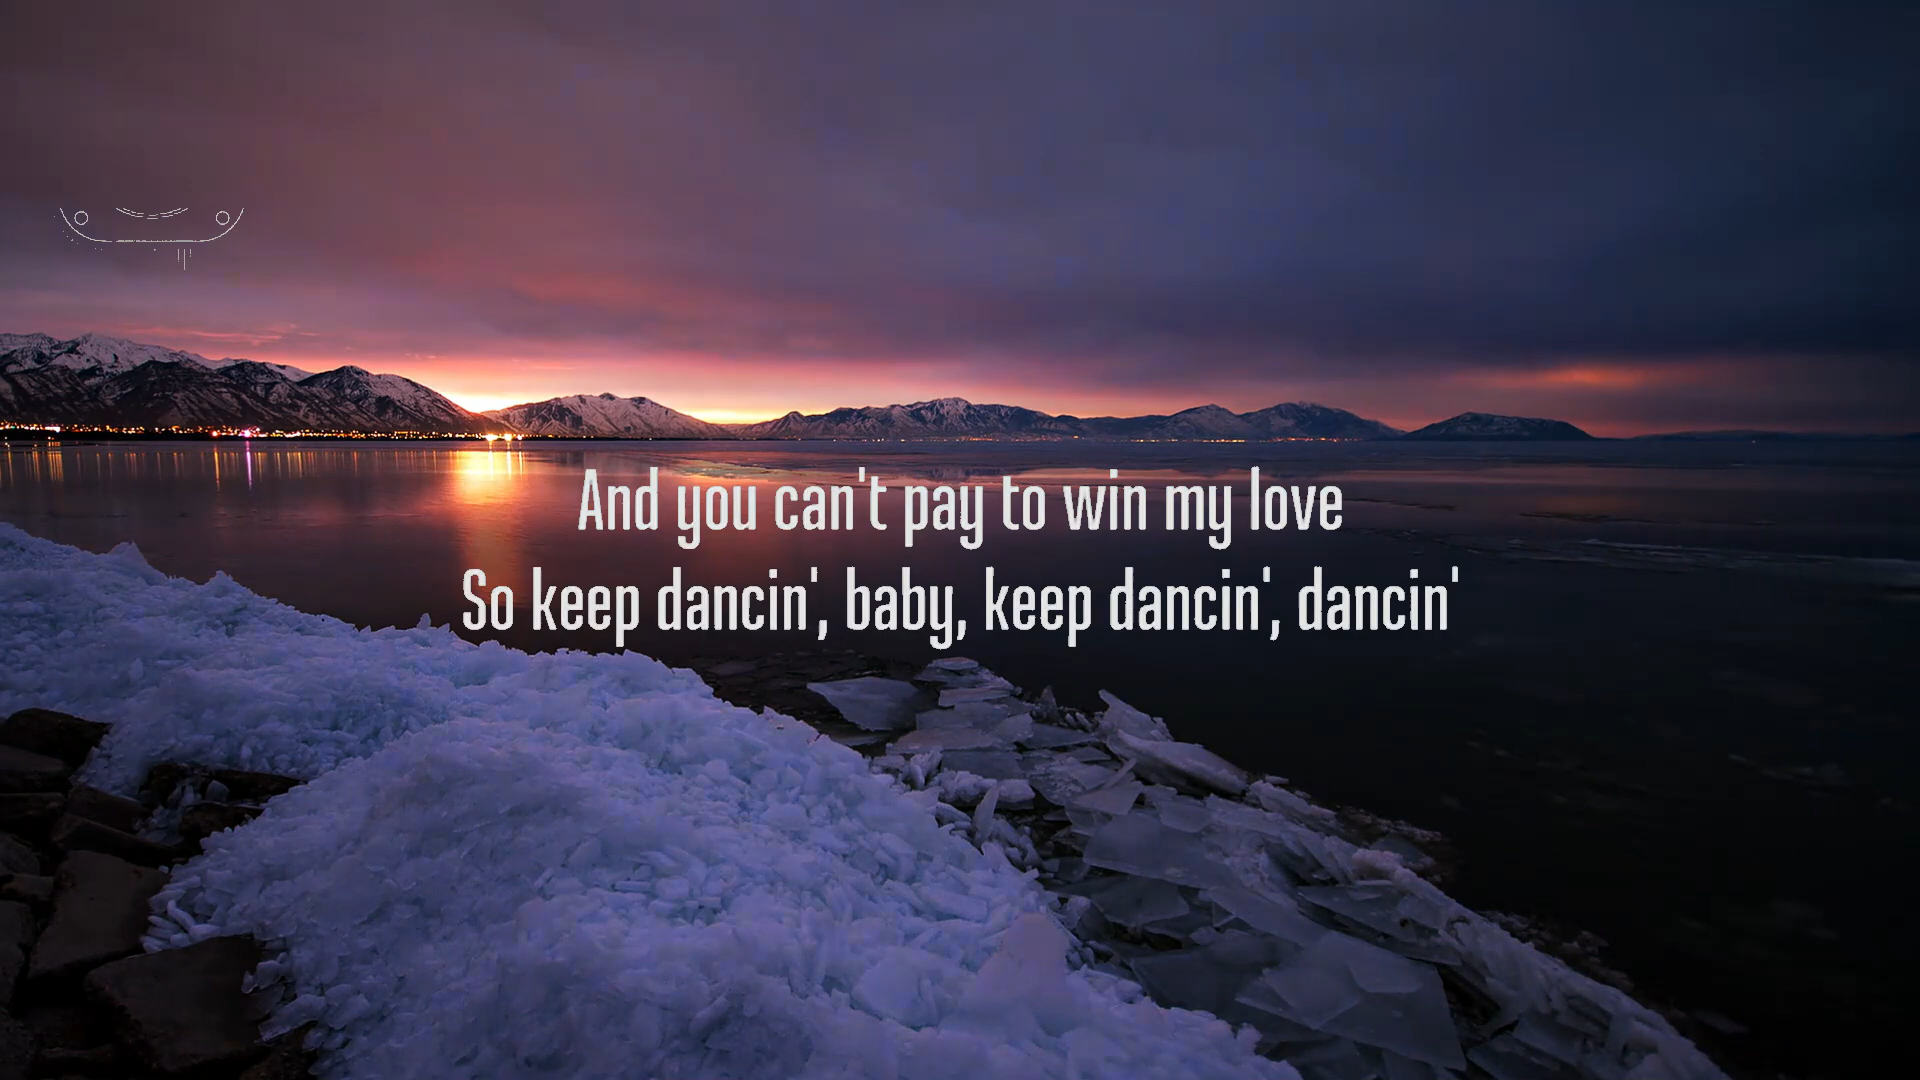 And you can't pay to win my love
So keep dancin', baby, keep dancin', dancin'